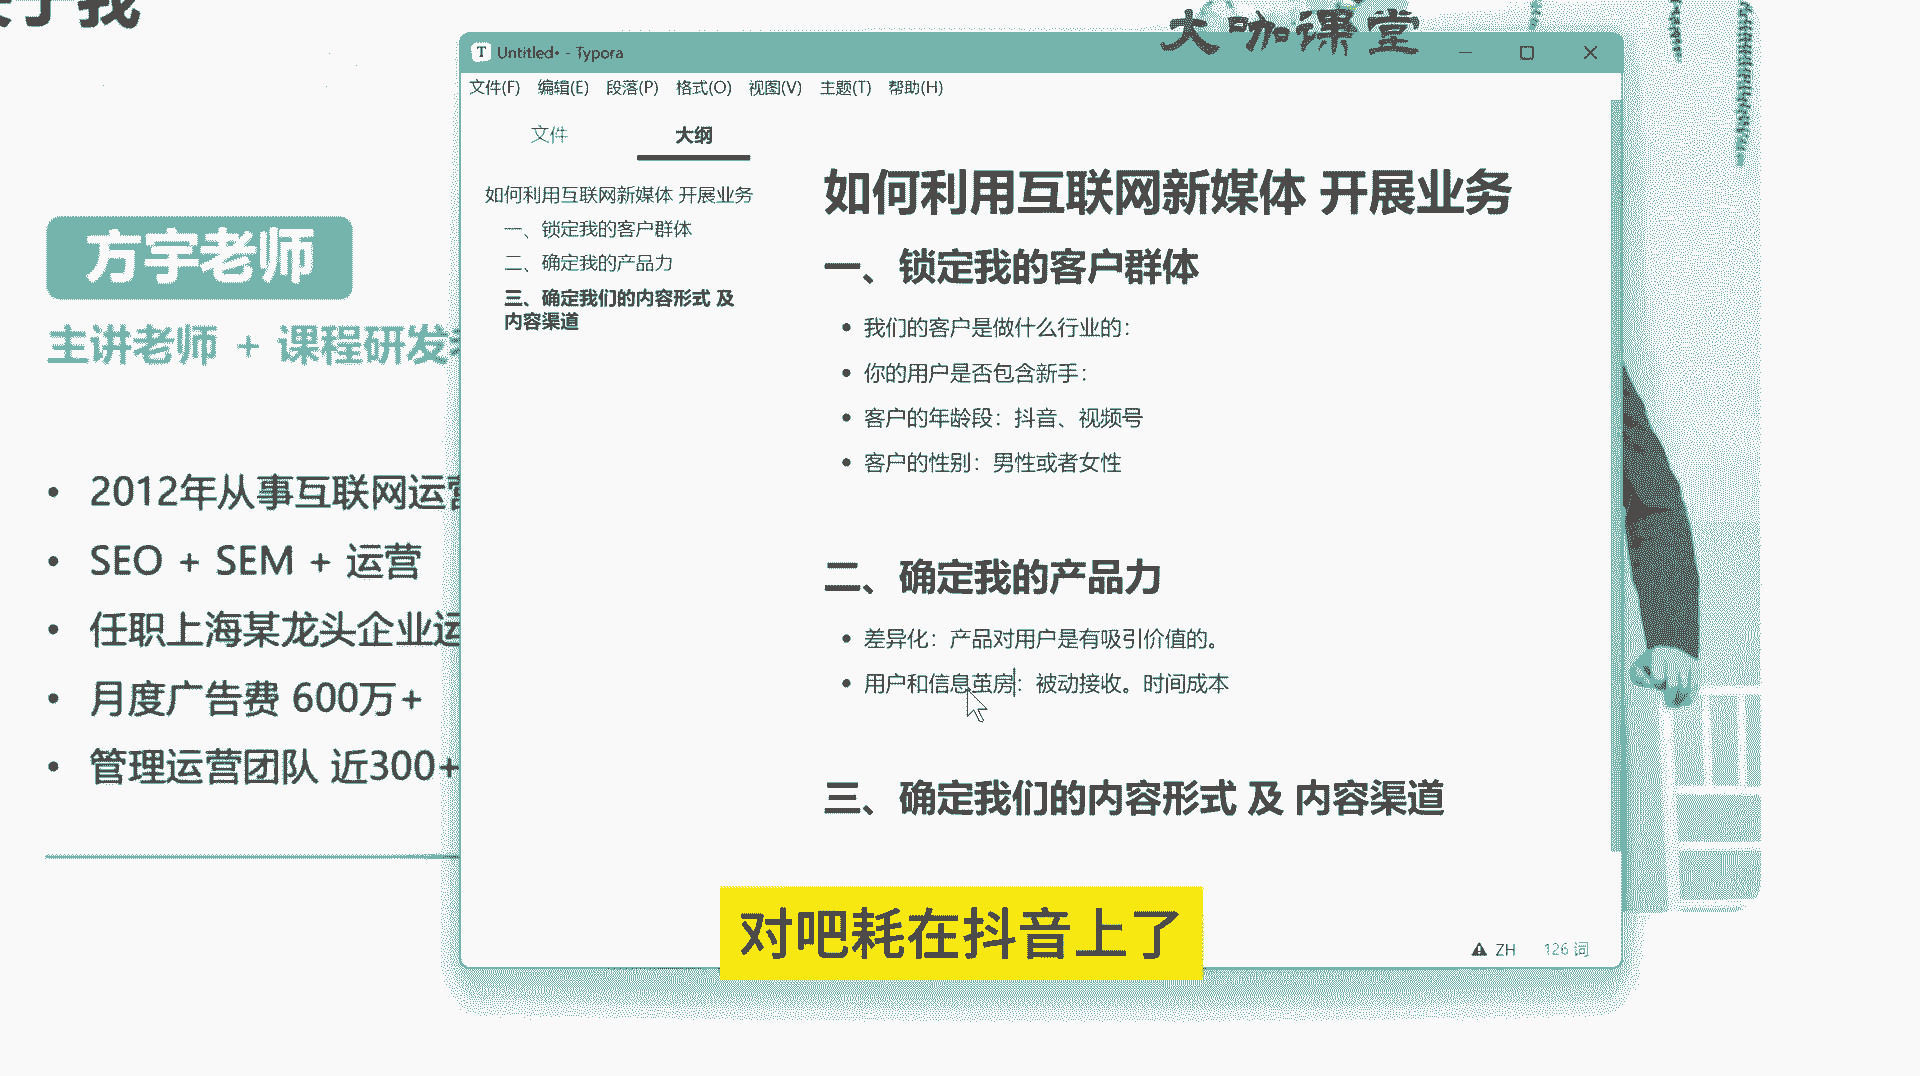 大咖课堂
方宇老师
主讲老师 + 课程研发
2012年从事互联网运营
SEO + SEM + 运营
任职上海某龙头企业运
月度广告费 600万+
管理运营团队 近300+
Untitled• - Typora
文件(F) 编辑(E) 段落(P) 格式(O) 视图(V) 主题(T) 帮助(H)
文件 大纲
如何利用互联网新媒体 开展业务
一、锁定我的客户群体
二、确定我的产品力
三、确定我们的内容形式 及
内容渠道
如何利用互联网新媒体 开展业务
一、锁定我的客户群体
我们的客户是做什么行业的：
你的用户是否包含新手：
客户的年龄段：抖音、视频号
客户的性别：男性或者女性
二、确定我的产品力
差异化：产品对用户是有吸引价值的。
用户和信息茧房：被动接收。时间成本
三、确定我们的内容形式 及 内容渠道
ZH 126 词
对吧耗在抖音上了